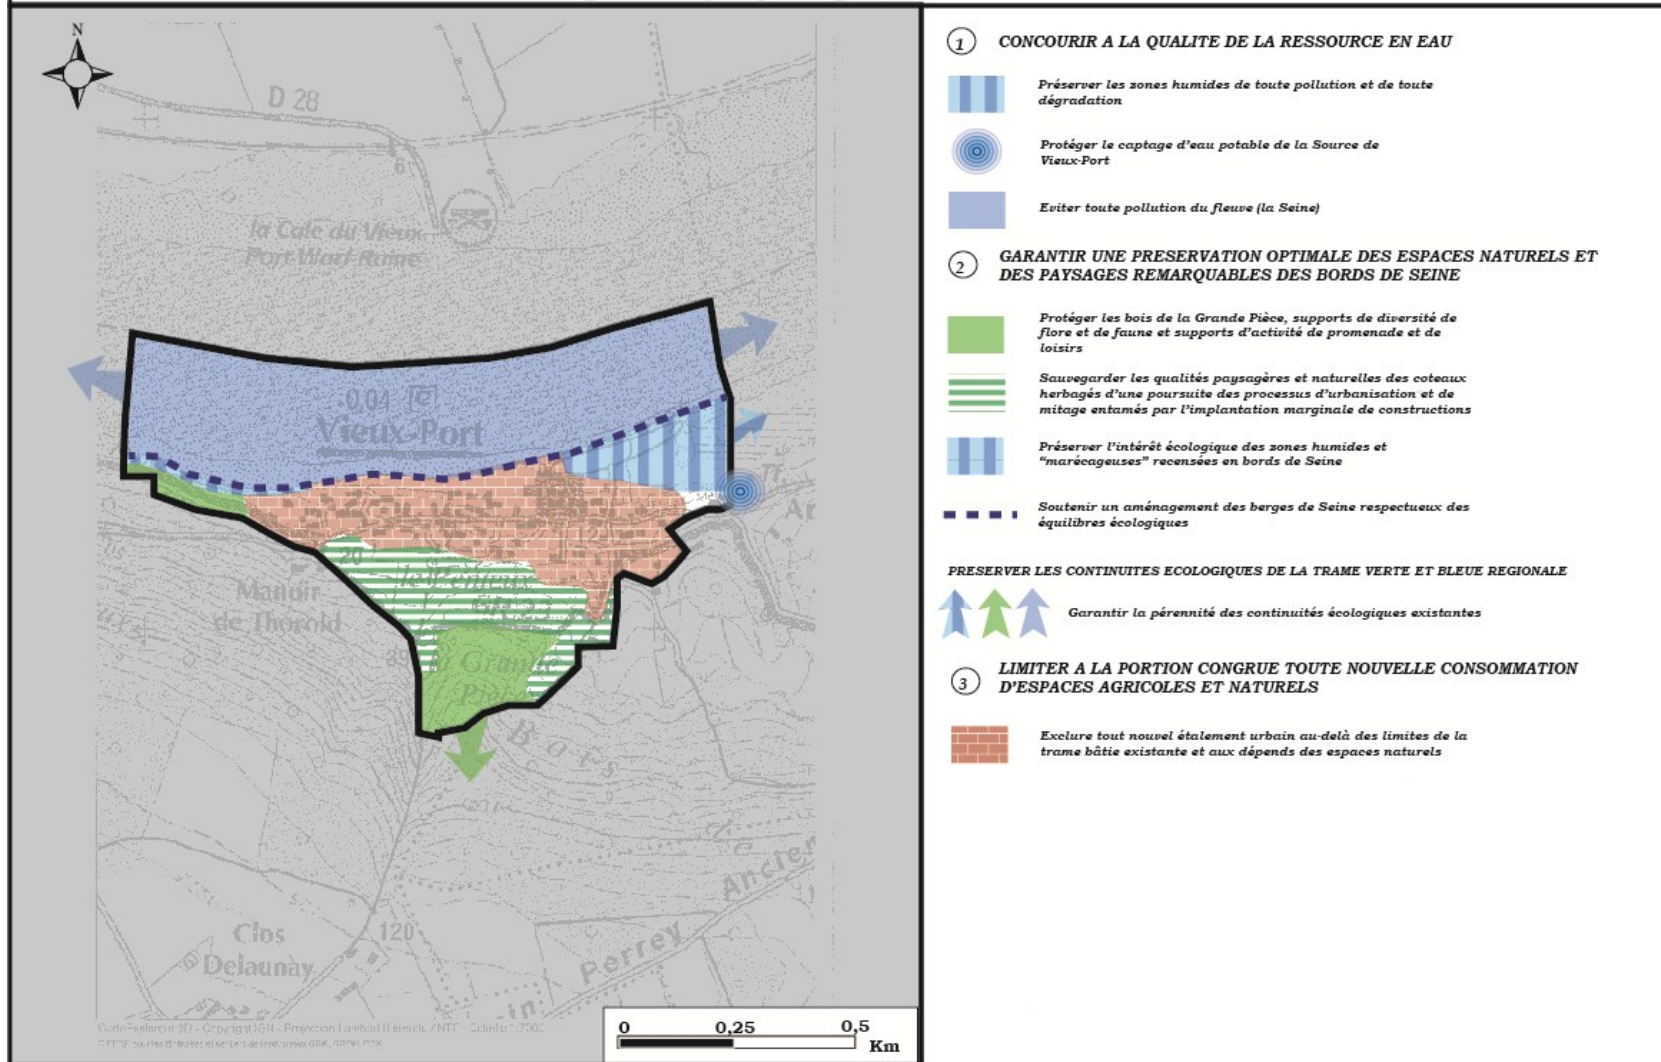 N
D 28
6
la Cale du Vieux
Port Warf Ruine
0,01
Vieux-Port
20
12
Manoir
de Thorold
39
la Grande
Pièce
Bois
de
Ancien
Perrey
Clos
Delaunay
120
0 0,25 0,5
Km
1 CONCOURIR A LA QUALITE DE LA RESSOURCE EN EAU
Préserver les zones humides de toute pollution et de toute
dégradation
Protéger le captage d'eau potable de la Source de
Vieux-Port
Eviter toute pollution du fleuve (la Seine)
2 GARANTIR UNE PRESERVATION OPTIMALE DES ESPACES NATURELS ET
DES PAYSAGES REMARQUABLES DES BORDS DE SEINE
Protéger les bois de la Grande Pièce, supports de diversité de
flore et de faune et supports d'activité de promenade et de
loisirs
Sauvegarder les qualités paysagères et naturelles des coteaux
herbagés d'une poursuite des processus d'urbanisation et de
mitage entamés par l'implantation marginale de constructions
Préserver l'intérêt écologique des zones humides et
"marécageuses" recensées en bords de Seine
Soutenir un aménagement des berges de Seine respectueux des
équilibres écologiques
PRESERVER LES CONTINUITES ECOLOGIQUES DE LA TRAME VERTE ET BLEUE REGIONALE
Garantir la pérennité des continuités écologiques existantes
3 LIMITER A LA PORTION CONGRUE TOUTE NOUVELLE CONSOMMATION
D'ESPACES AGRICOLES ET NATURELS
Exclure tout nouvel étalement urbain au-delà des limites de la
trame bâtie existante et aux dépends des espaces naturels